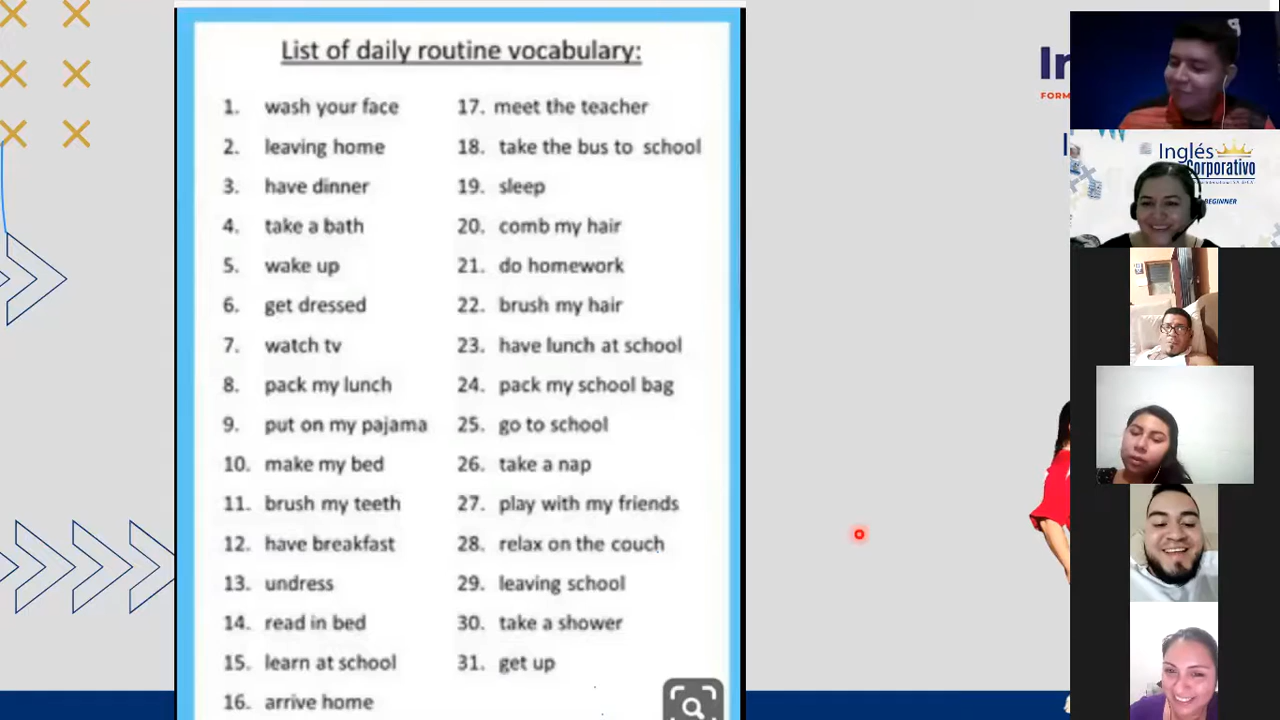 List of daily routine vocabulary:
1. wash your face
2. leaving home
3. have dinner
4. take a bath
5. wake up
6. get dressed
7. watch tv
8. pack my lunch
9. put on my pajama
10. make my bed
11. brush my teeth
12. have breakfast
13. undress
14. read in bed
15. learn at school
16. arrive home
17. meet the teacher
18. take the bus to school
19. sleep
20. comb my hair
21. do homework
22. brush my hair
23. have lunch at school
24. pack my school bag
25. go to school
26. take a nap
27. play with my friends
28. relax on the couch
29. leaving school
30. take a shower
31. get up
In
FORM
Inglés
Corporativo
BEGINNER